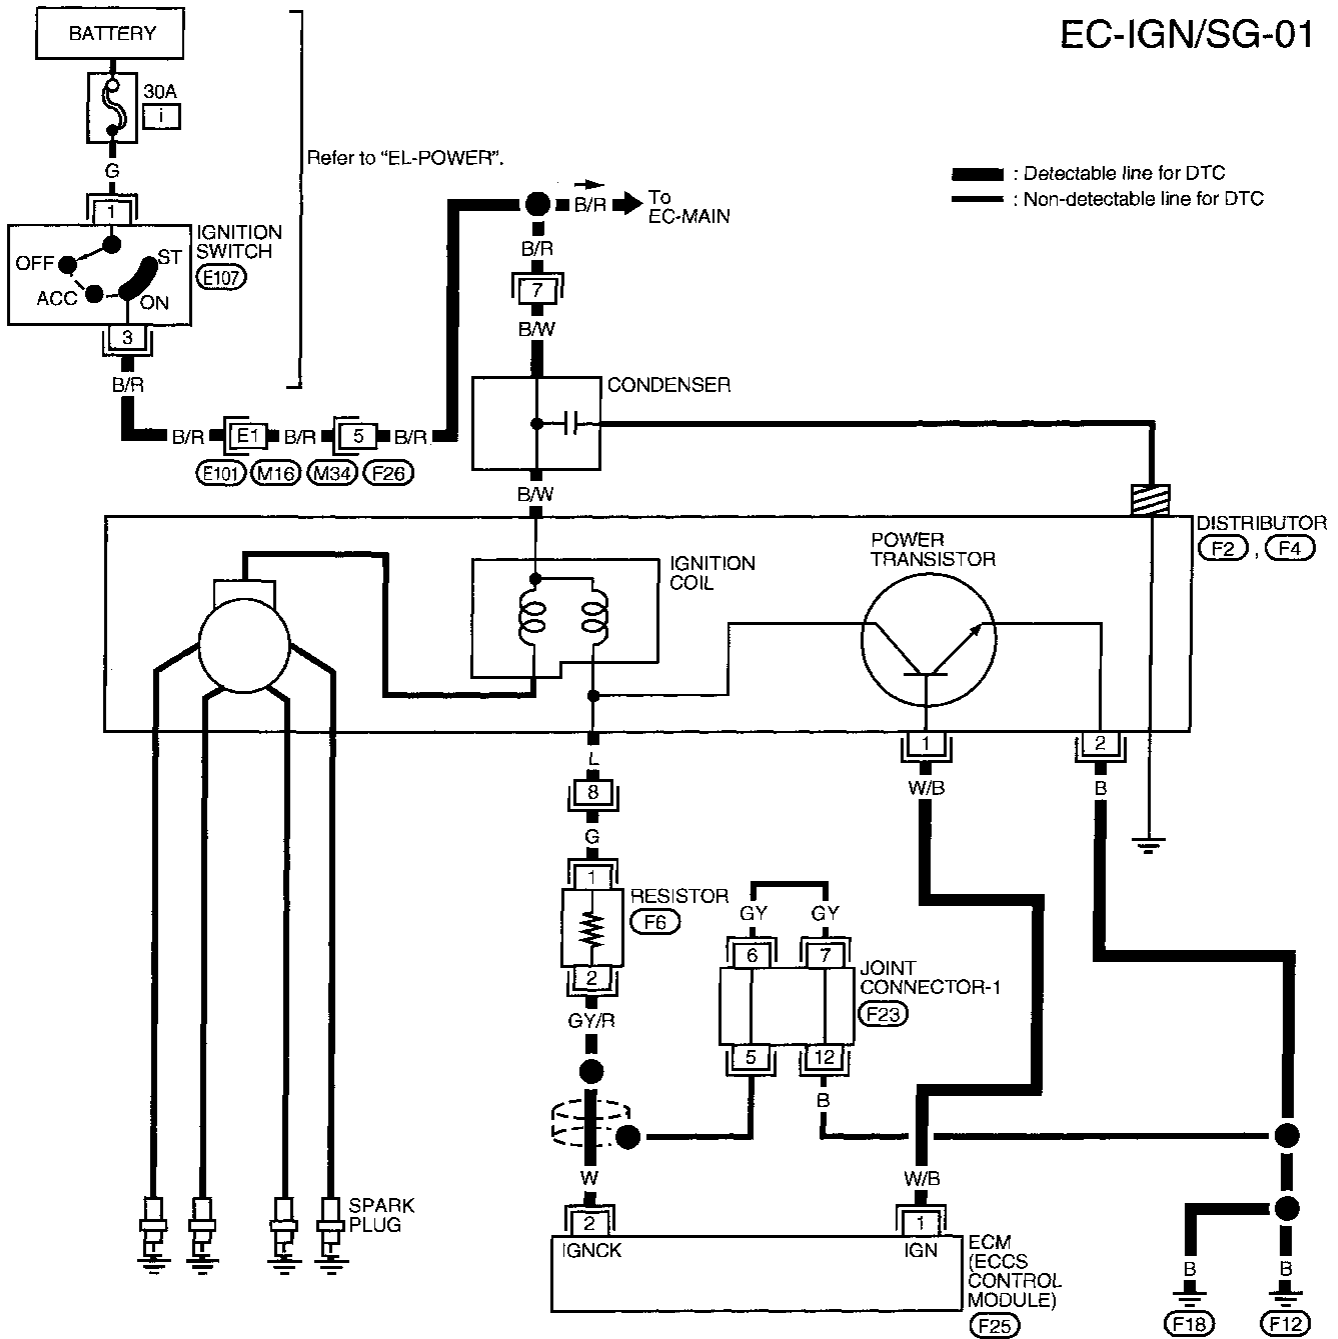 EC-IGN/SG-01
BATTERY
30A
i
G
1
Refer to "EL-POWER".
: Detectable line for DTC
: Non-detectable line for DTC
B/R
To
EC-MAIN
IGNITION
SWITCH
E107
OFF
ST
ACC
ON
3
B/R
B/R
7
B/W
CONDENSER
B/R
E1
B/R
5
B/R
E101
M16
M34
F26
B/W
DISTRIBUTOR
F2 , F4
POWER
TRANSISTOR
IGNITION
COIL
1
2
L
W/B
B
8
G
1
RESISTOR
F6
2
GY/R
GY
GY
6
7
JOINT
CONNECTOR-1
F23
5
12
B
W
W/B
SPARK
PLUG
2
1
IGNCK
IGN
ECM
(ECCS
CONTROL
MODULE)
F25
B
B
F18
F12